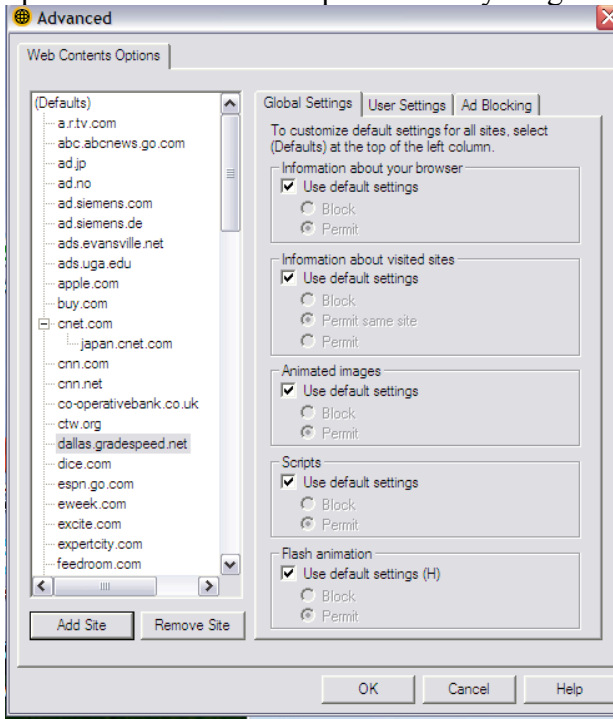 Advanced
Web Contents Options
(Defaults)
a.r.tv.com
abc.abcnews.go.com
ad.jp
ad.no
ad.siemens.com
ad.siemens.de
ads.evansville.net
ads.uga.edu
apple.com
buy.com
cnet.com
japan.cnet.com
cnn.com
cnn.net
co-operativebank.co.uk
ctw.org
dallas.gradespeed.net
dice.com
espn.go.com
eweek.com
excite.com
expertcity.com
feedroom.com
Add Site Remove Site
Global Settings User Settings Ad Blocking
To customize default settings for all sites, select
(Defaults) at the top of the left column.
Information about your browser
Use default settings
Block
Permit
Information about visited sites
Use default settings
Block
Permit same site
Permit
Animated images
Use default settings
Block
Permit
Scripts
Use default settings
Block
Permit
Flash animation
Use default settings (H)
Block
Permit
OK Cancel Help